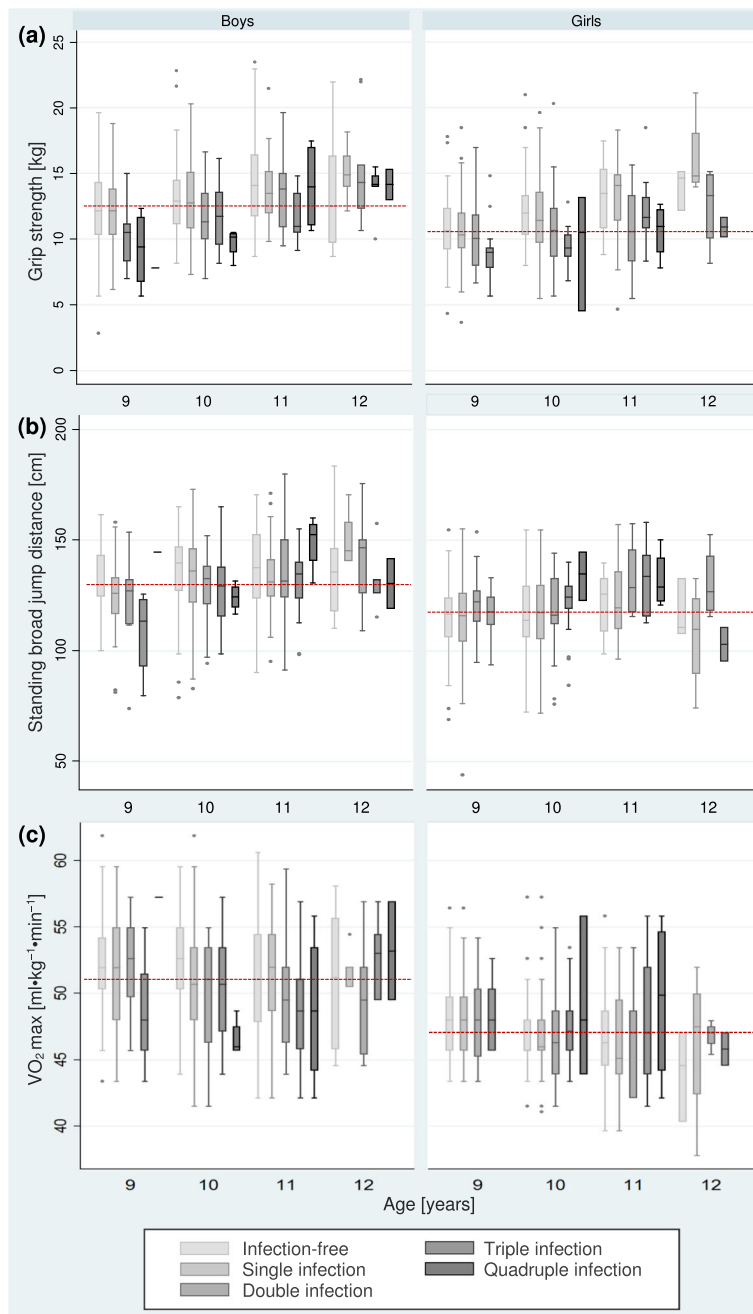 Boys Girls
(a)
Grip strength [kg]
25
20
15
10
5
0
9 10 11 12 9 10 11 12
(b)
Standing broad jump distance [cm]
200
150
100
50
9 10 11 12 9 10 11 12
(c)
VO₂ max [ml•kg⁻¹•min⁻¹]
60
55
50
45
40
9 10 11 12 9 10 11 12
Age [years]
Infection-free Triple infection
Single infection Quadruple infection
Double infection